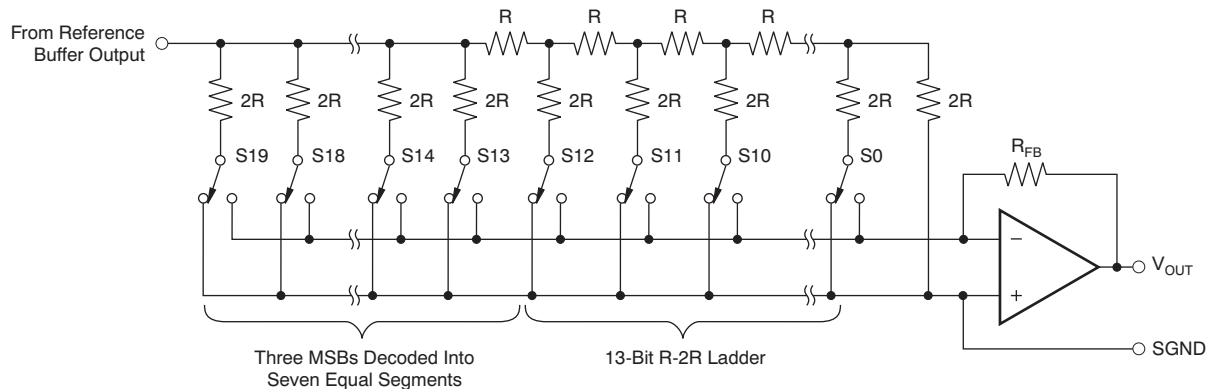 From Reference
Buffer Output
R R R R
2R 2R 2R 2R 2R 2R 2R 2R 2R
S19 S18 S14 S13 S12 S11 S10 S0
RFB
−
+
VOUT
SGND
Three MSBs Decoded Into
Seven Equal Segments
13-Bit R-2R Ladder